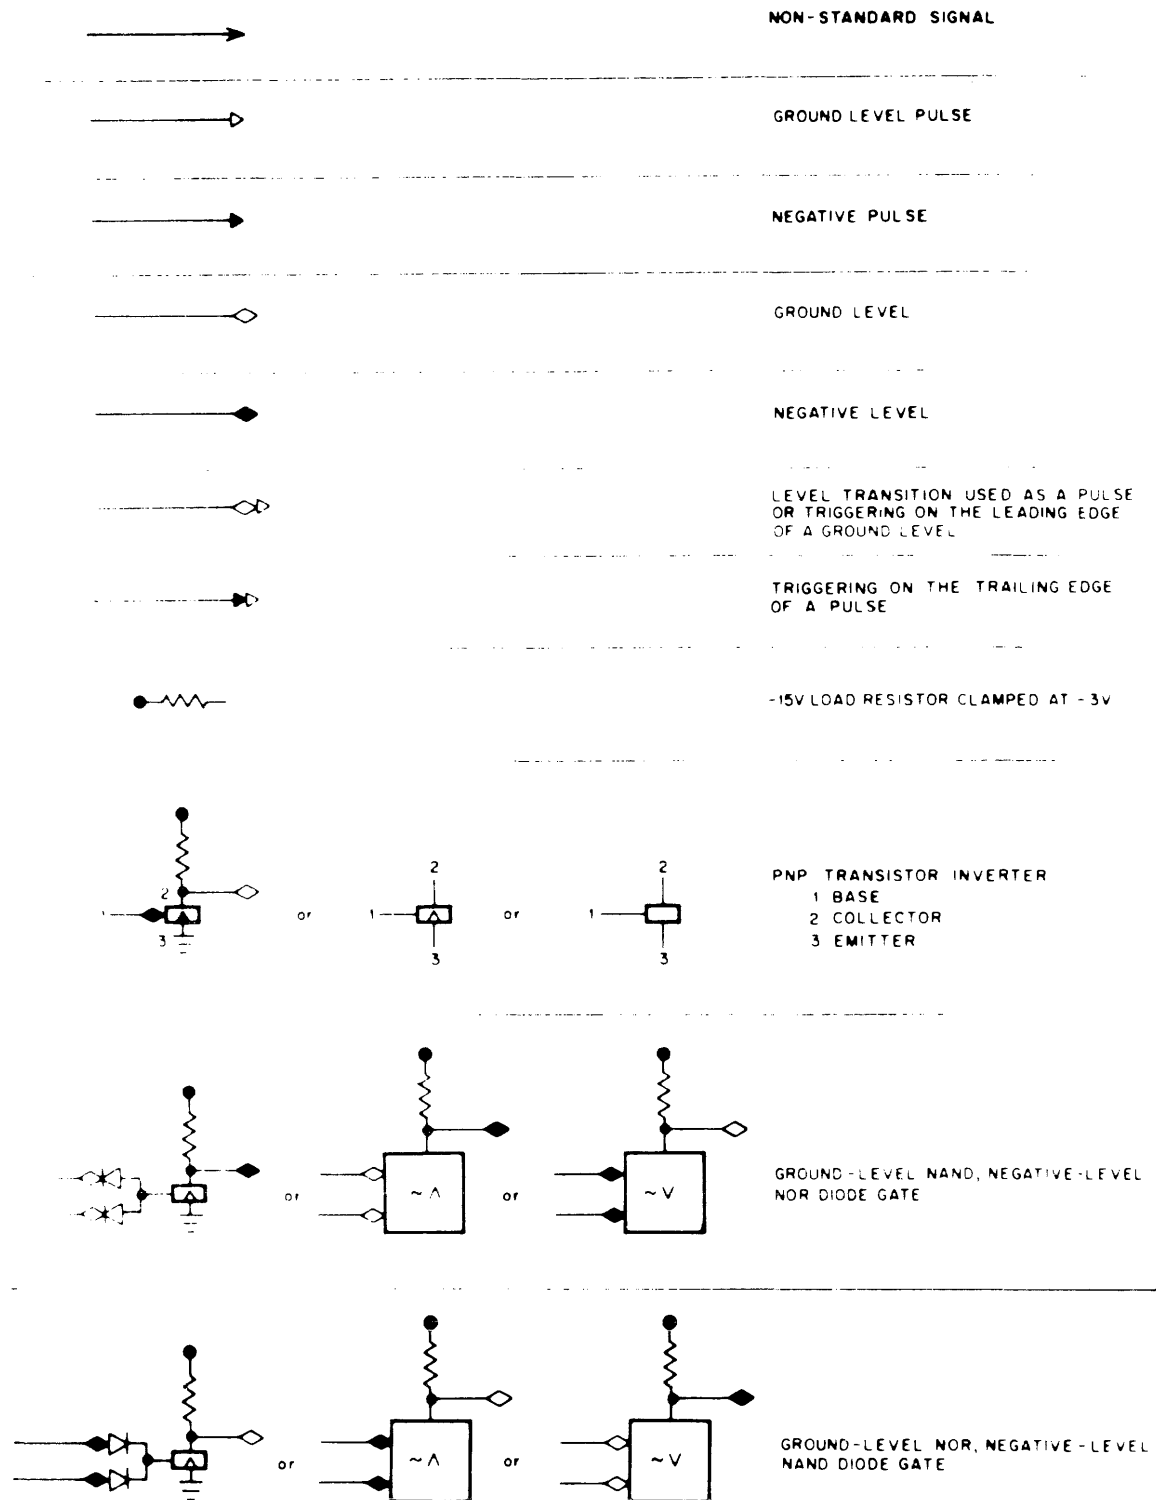 NON-STANDARD SIGNAL
GROUND LEVEL PULSE
NEGATIVE PULSE
GROUND LEVEL
NEGATIVE LEVEL
LEVEL TRANSITION USED AS A PULSE
OR TRIGGERING ON THE LEADING EDGE
OF A GROUND LEVEL
TRIGGERING ON THE TRAILING EDGE
OF A PULSE
-15V LOAD RESISTOR CLAMPED AT -3V
2
1
3
or
2
1
3
or
2
1
3
PNP TRANSISTOR INVERTER
1 BASE
2 COLLECTOR
3 EMITTER
or
~ Λ
or
~ V
GROUND-LEVEL NAND, NEGATIVE-LEVEL
NOR DIODE GATE
or
~ Λ
or
~ V
GROUND-LEVEL NOR, NEGATIVE-LEVEL
NAND DIODE GATE